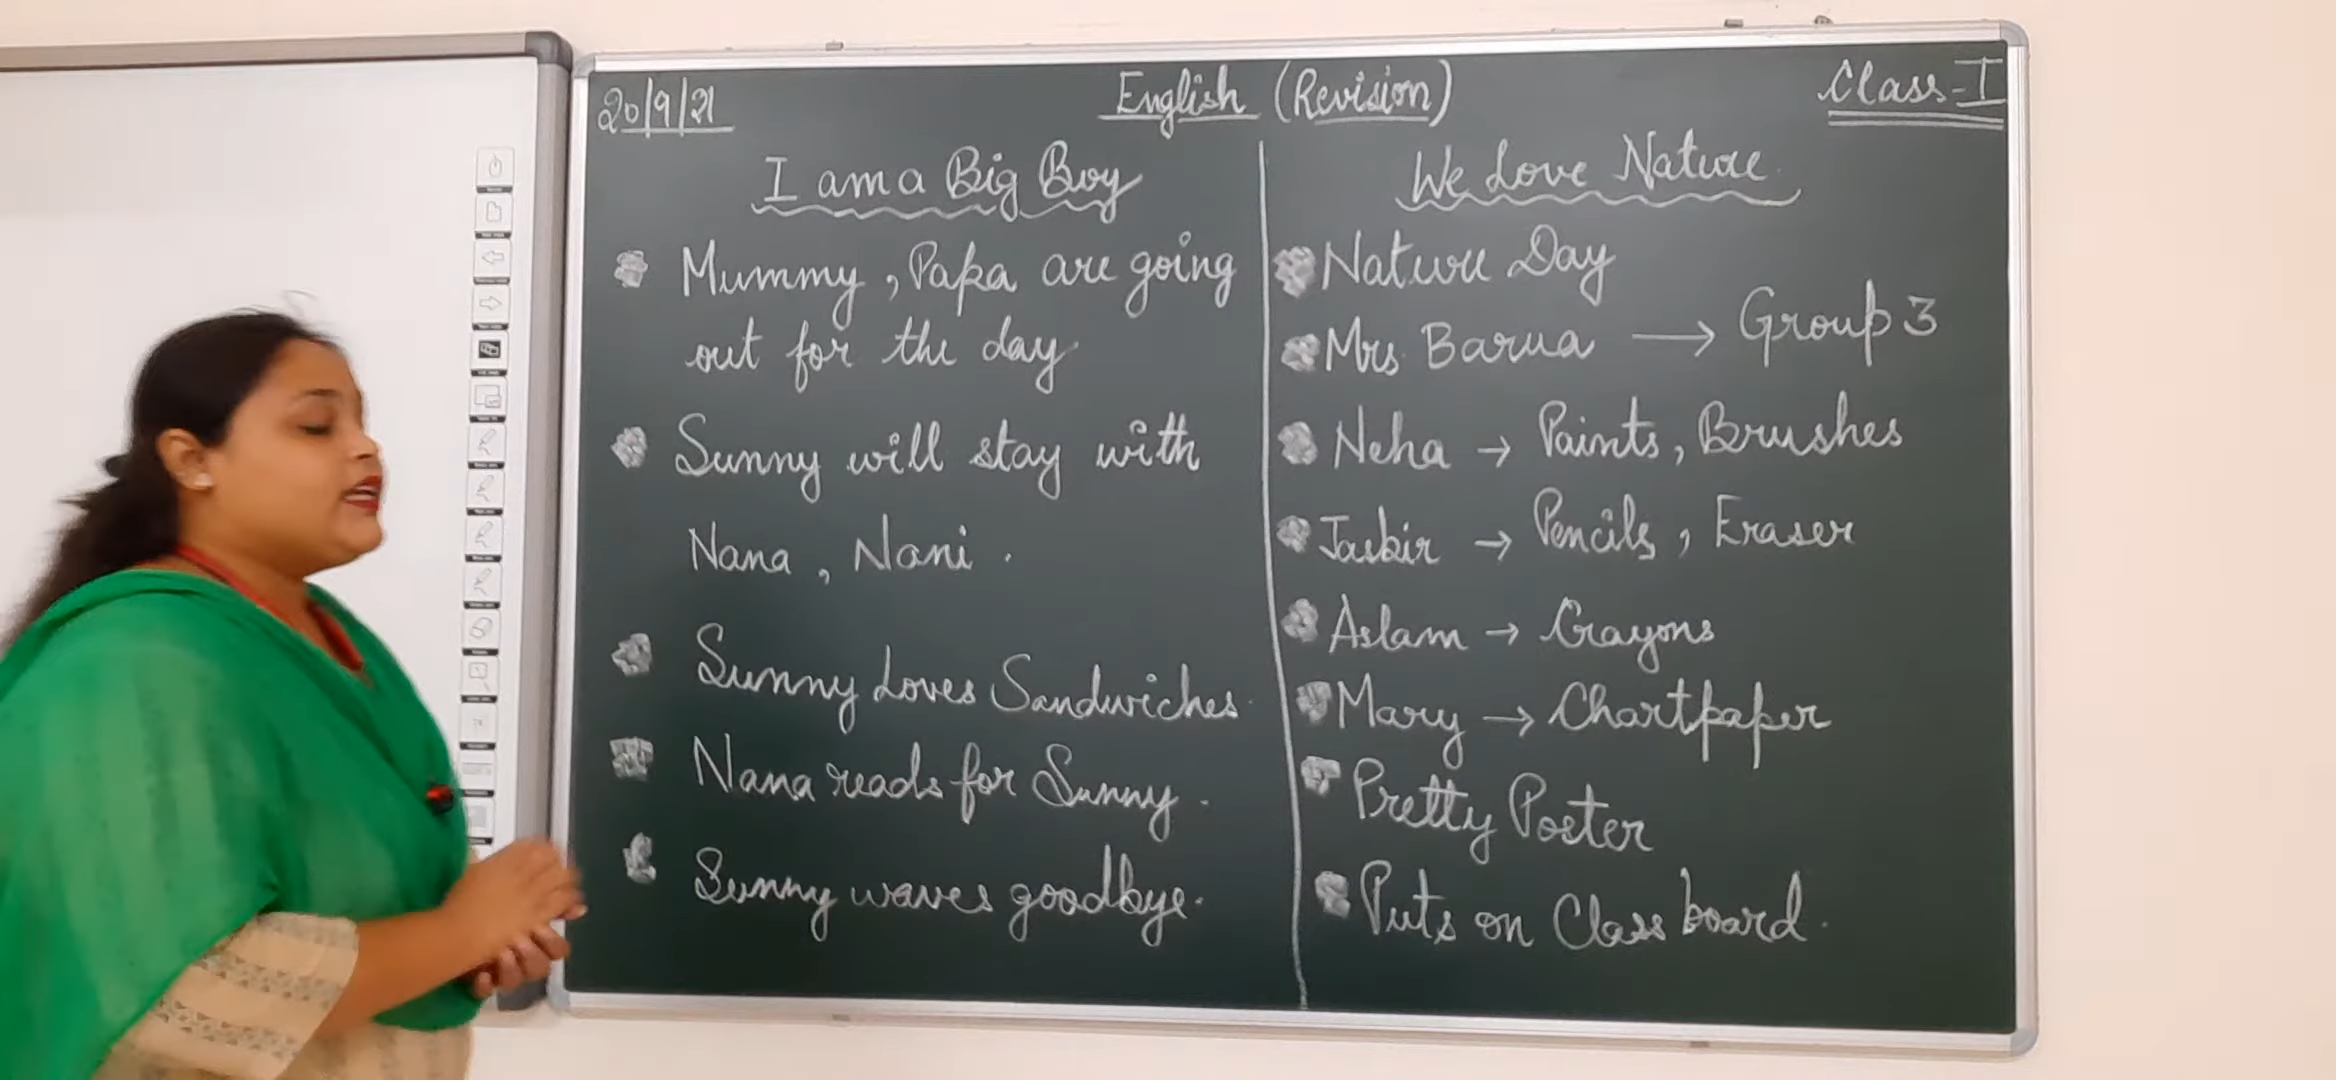 20/9/21
English (Revision)
Class-I
I am a Big Boy
Mummy, Papa are going
out for the day.
Sunny will stay with
Nana, Nani.
Sunny Loves Sandwiches.
Nana reads for Sunny.
Sunny waves goodbye.
We Love Nature.
Nature Day
Mrs. Barua → Group 3
Neha → Paints, Brushes
Jasbir → Pencils, Eraser
Aslam → Crayons
Mary → Chartpaper
Pretty Poster
Puts on Class board.